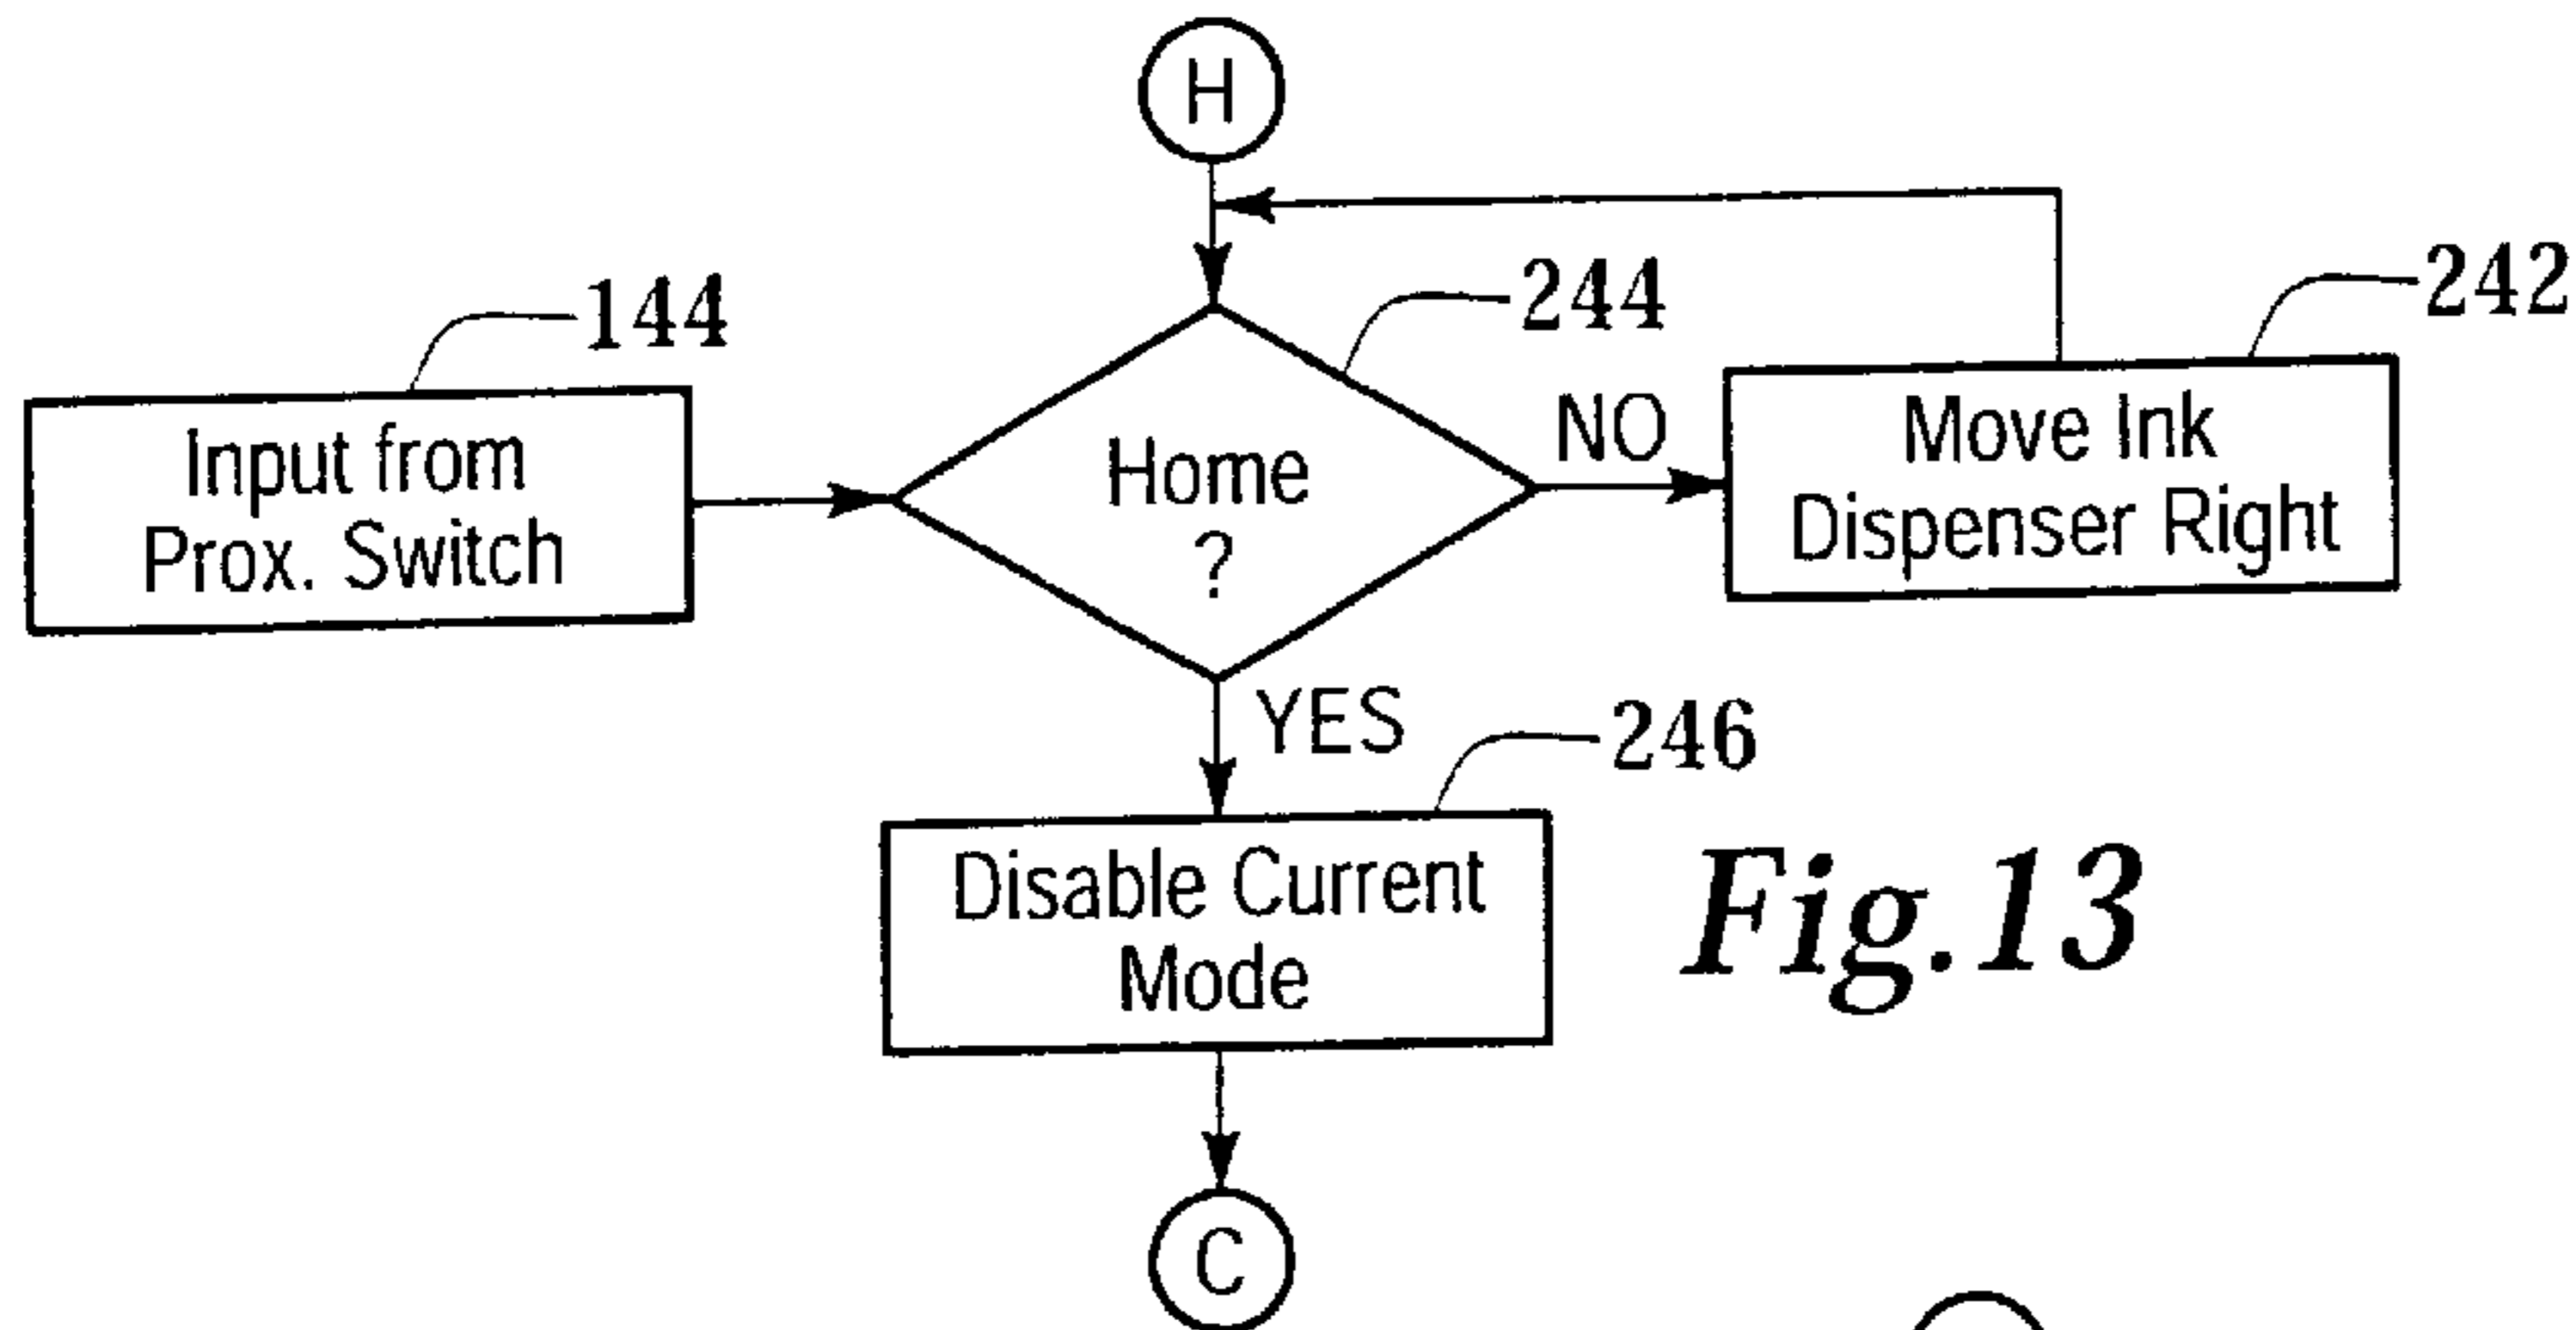 H
144
244
242
Input from
Prox. Switch
Home
?
NO
Move Ink
Dispenser Right
YES
246
Disable Current
Mode
Fig.13
C